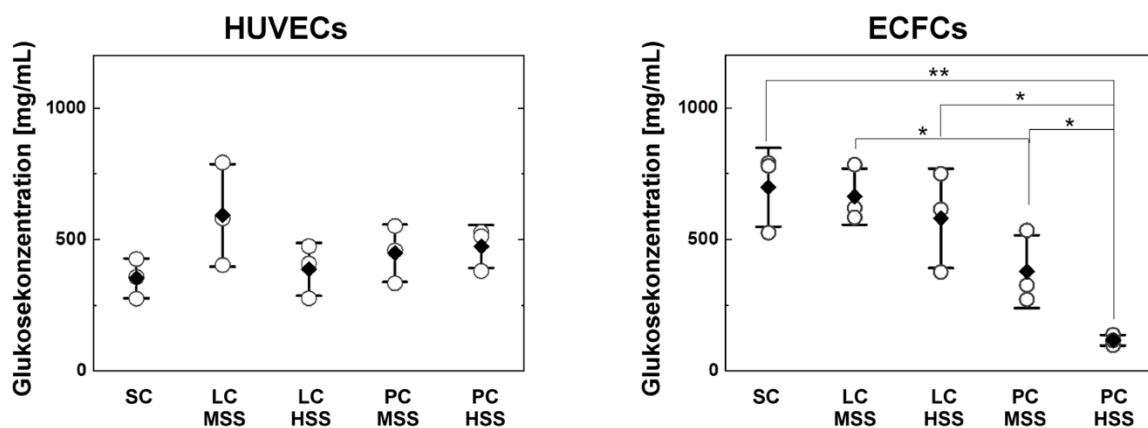 HUVECs
Glukosekonzentration [mg/mL]
1000
500
0
SC
LC
MSS
LC
HSS
PC
MSS
PC
HSS
ECFCs
Glukosekonzentration [mg/mL]
1000
500
0
**
*
*
*
SC
LC
MSS
LC
HSS
PC
MSS
PC
HSS